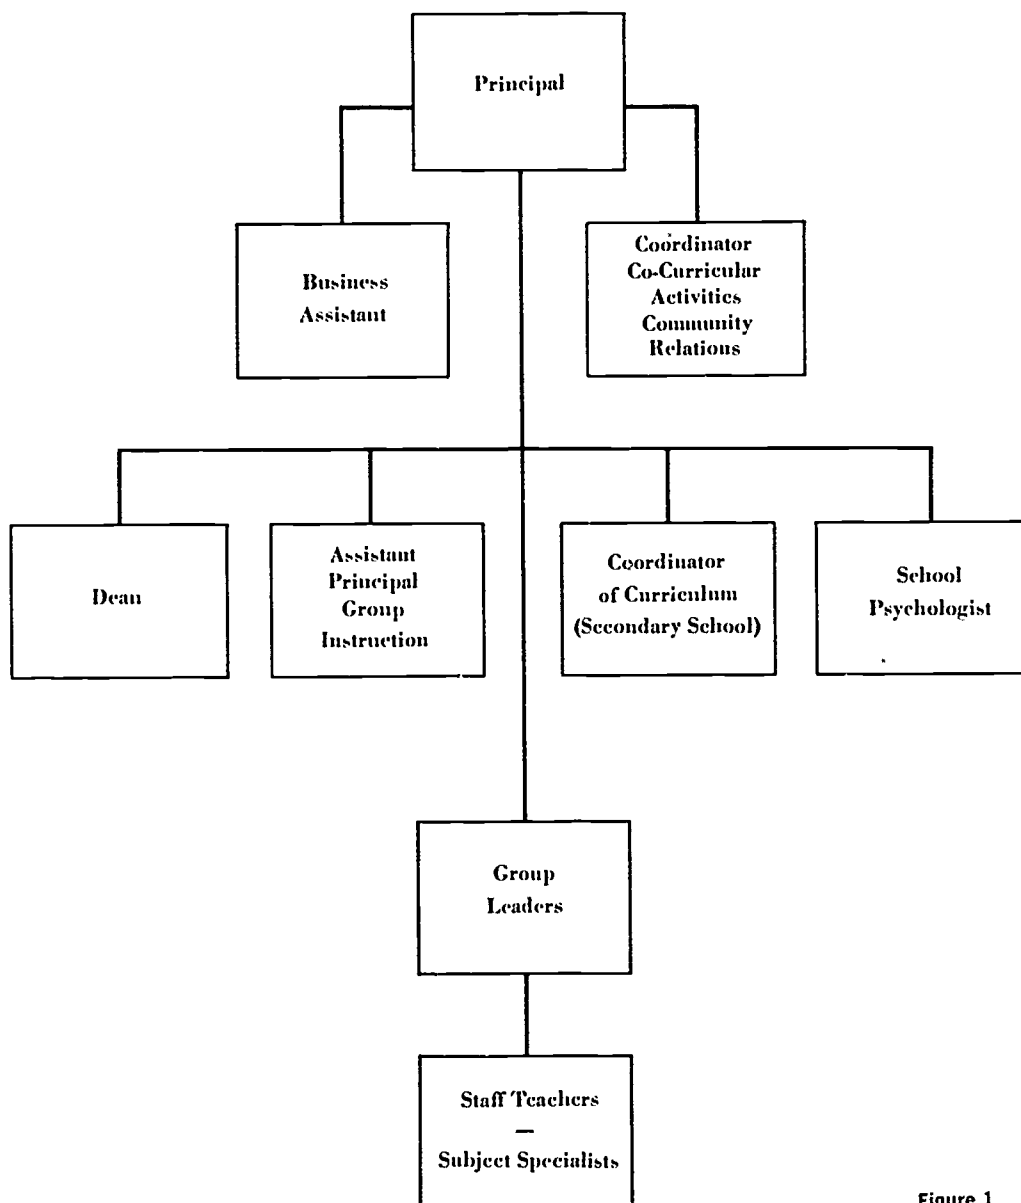 Principal
Business
Assistant
Coordinator
Co-Curricular
Activities
Community
Relations
Dean
Assistant
Principal
Group
Instruction
Coordinator
of Curriculum
(Secondary School)
School
Psychologist
Group
Leaders
Staff Teachers
—
Subject Specialists
Figure 1